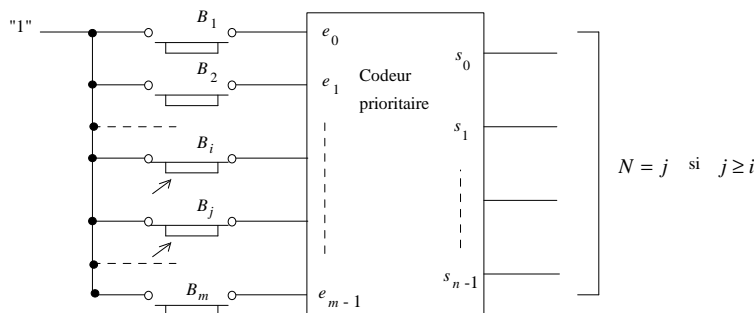 "1" B₁ e₀ s₀
B₂ e₁ Codeur
prioritaire
Bᵢ s₁
N = j si j ≥ i
Bⱼ
Bₘ eₘ₋₁ sₙ₋₁